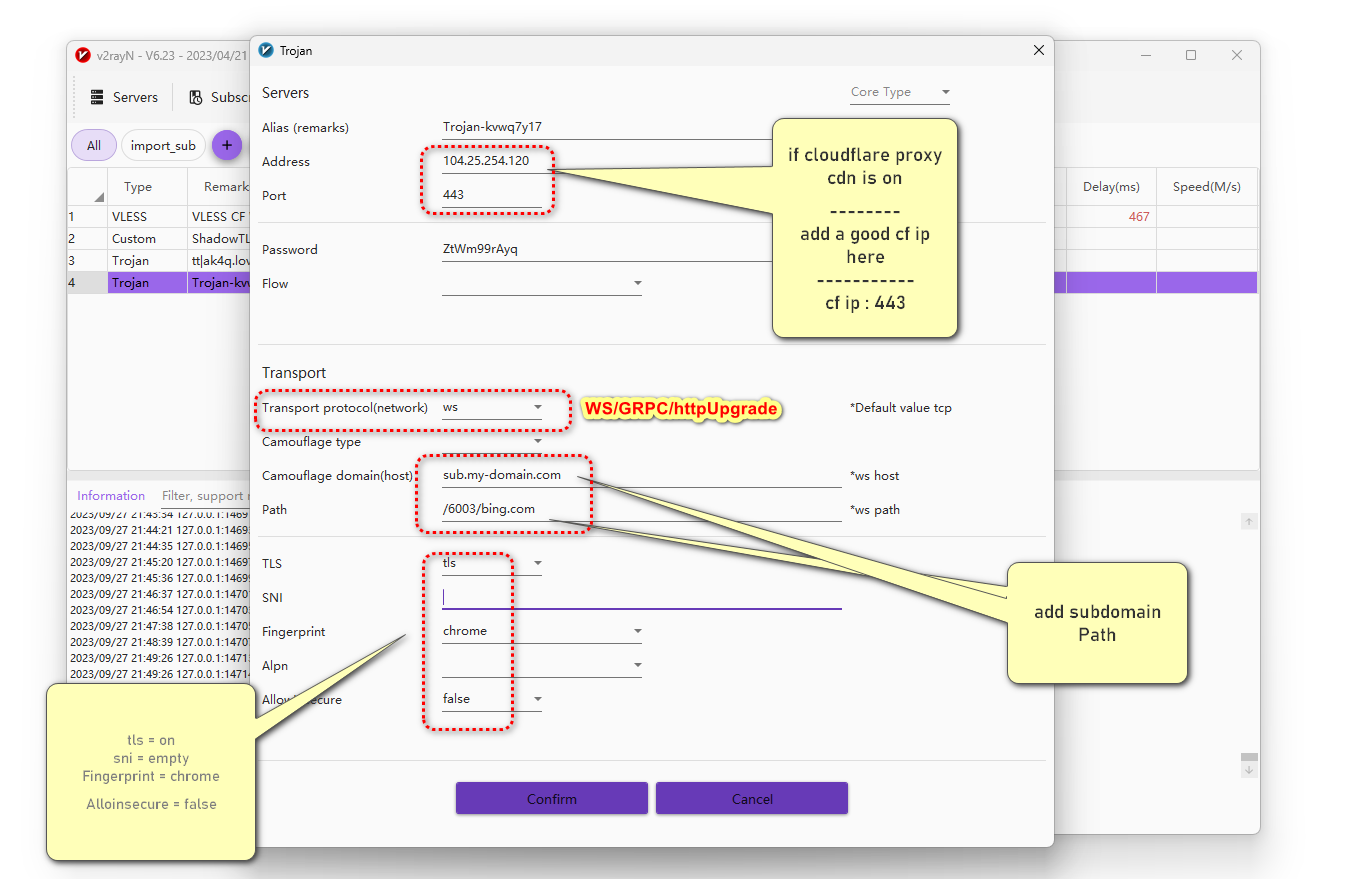 v2rayN - V6.23 - 2023/04/21
Trojan
Servers
Subscr
Servers
Core Type
Alias (remarks)
Trojan-kvwq7y17
Address
104.25.254.120
Port
443
if cloudflare proxy
cdn is on
--------
add a good cf ip
here
-----------
cf ip : 443
All
import_sub
+
Type
Remark
Delay(ms)
Speed(M/s)
1
VLESS
VLESS CF
467
2
Custom
ShadowTL
3
Trojan
tt|ak4q.lov
4
Trojan
Trojan-kvw
Password
ZtWm99rAyq
Flow
Transport
Transport protocol(network)
ws
WS/GRPC/httpUpgrade
*Default value tcp
Camouflage type
Camouflage domain(host)
sub.my-domain.com
*ws host
Path
/6003/bing.com
*ws path
Information
Filter, support r
2023/09/27 21:43:54 127.0.0.1:1469
2023/09/27 21:44:21 127.0.0.1:1469
2023/09/27 21:44:35 127.0.0.1:1469
2023/09/27 21:45:20 127.0.0.1:1469
2023/09/27 21:45:36 127.0.0.1:1469
2023/09/27 21:46:37 127.0.0.1:1470
2023/09/27 21:46:54 127.0.0.1:1470
2023/09/27 21:47:38 127.0.0.1:1470
2023/09/27 21:48:39 127.0.0.1:1470
2023/09/27 21:49:26 127.0.0.1:1471
2023/09/27 21:49:26 127.0.0.1:1471
TLS
tls
SNI
Fingerprint
chrome
Alpn
false
add subdomain
Path
tls = on
sni = empty
Fingerprint = chrome
Alloinsecure = false
Confirm
Cancel